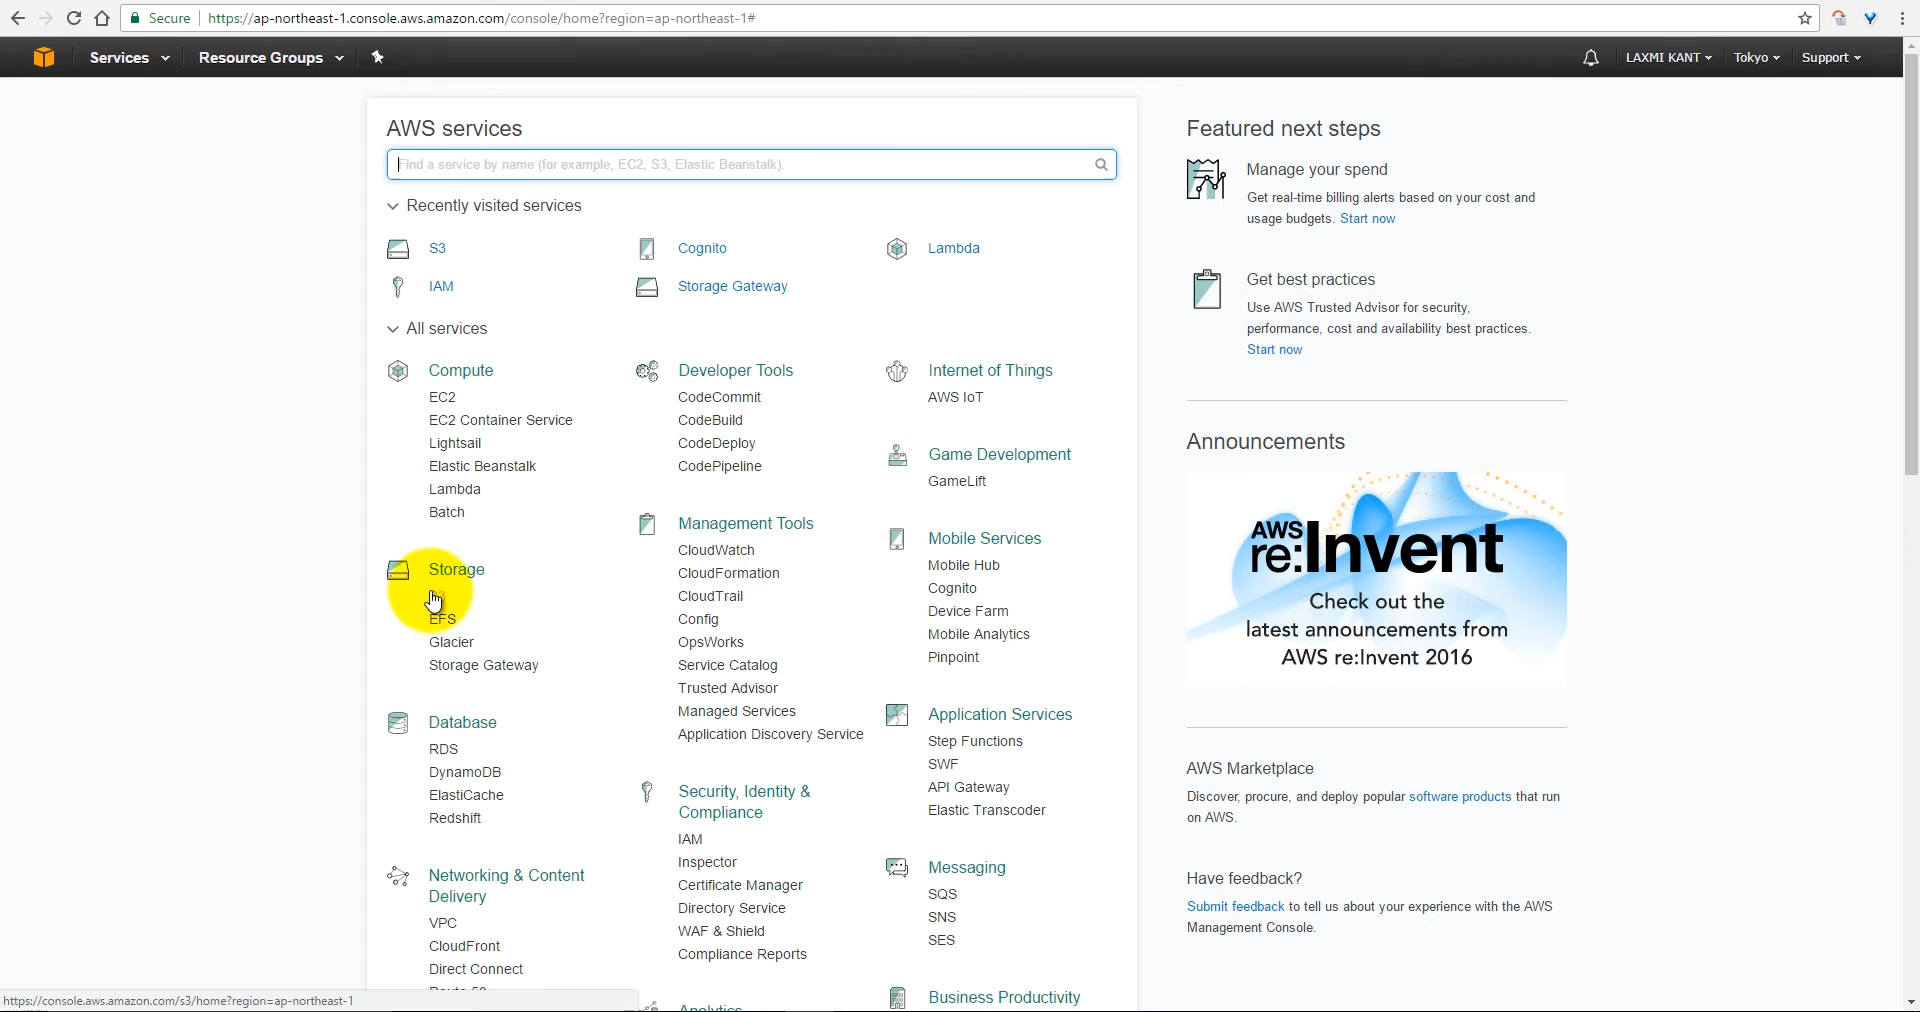 Secure
https://ap-northeast-1.console.aws.amazon.com/console/home?region=ap-northeast-1#
Services
Resource Groups
LAXMI KANT
Tokyo
Support
AWS services
Find a service by name (for example, EC2, S3, Elastic Beanstalk).
Recently visited services
S3
Cognito
Lambda
IAM
Storage Gateway
All services
Compute
EC2
EC2 Container Service
Lightsail
Elastic Beanstalk
Lambda
Batch
Storage
EFS
Glacier
Storage Gateway
Database
RDS
DynamoDB
ElastiCache
Redshift
Networking & Content
Delivery
VPC
CloudFront
Direct Connect
Developer Tools
CodeCommit
CodeBuild
CodeDeploy
CodePipeline
Management Tools
CloudWatch
CloudFormation
CloudTrail
Config
OpsWorks
Service Catalog
Trusted Advisor
Managed Services
Application Discovery Service
Security, Identity &
Compliance
IAM
Inspector
Certificate Manager
Directory Service
WAF & Shield
Compliance Reports
Analytics
Internet of Things
AWS IoT
Game Development
GameLift
Mobile Services
Mobile Hub
Cognito
Device Farm
Mobile Analytics
Pinpoint
Application Services
Step Functions
SWF
API Gateway
Elastic Transcoder
Messaging
SQS
SNS
SES
Business Productivity
Featured next steps
Manage your spend
Get real-time billing alerts based on your cost and
usage budgets. Start now
Get best practices
Use AWS Trusted Advisor for security,
performance, cost and availability best practices.
Start now
Announcements
AWS
re:Invent
Check out the
latest announcements from
AWS re:Invent 2016
AWS Marketplace
Discover, procure, and deploy popular software products that run
on AWS.
Have feedback?
Submit feedback to tell us about your experience with the AWS
Management Console.
https://console.aws.amazon.com/s3/home?region=ap-northeast-1